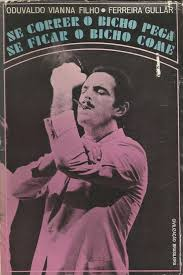 ODUVALDO VIANNA FILHO FERREIRA GULLAR
SE CORRER O BICHO PEGA
SE FICAR O BICHO COME